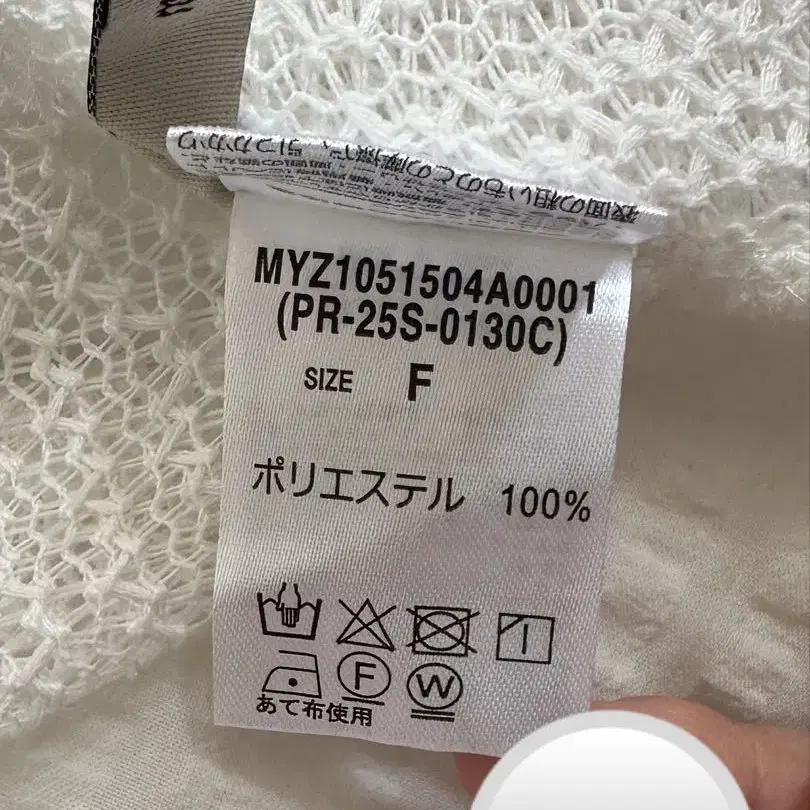 MYZ1051504A0001
(PR-25S-0130C)
SIZE F
ポリエステル 100%
F W
あて布使用